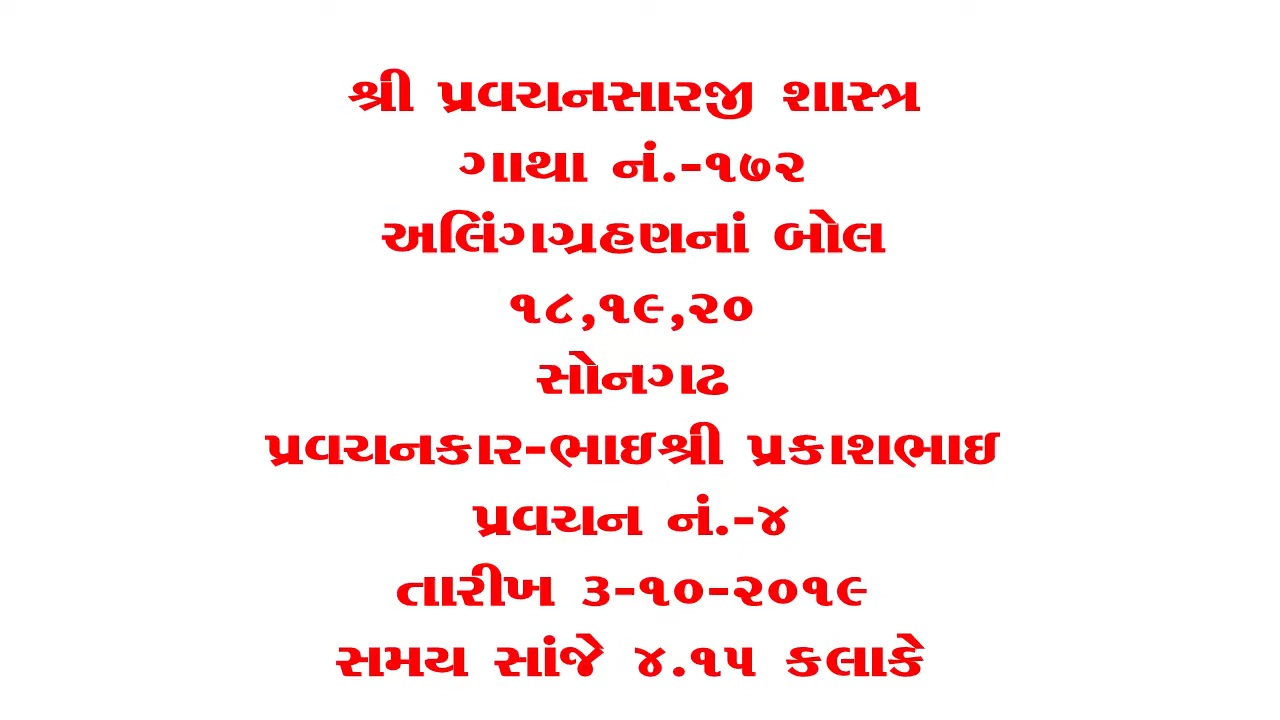 શ્રી પ્રવચનસારજી શાસ્ત્ર
ગાથા નં.-૧૭૨
અલિંગગ્રહણનાં બોલ
૧૮,૧૯,૨૦
સોનગઢ
પ્રવચનકાર-ભાઇશ્રી પ્રકાશભાઇ
પ્રવચન નં.-૪
તારીખ ૩-૧૦-૨૦૧૯
સમય સાંજે ૪.૧૫ કલાકે